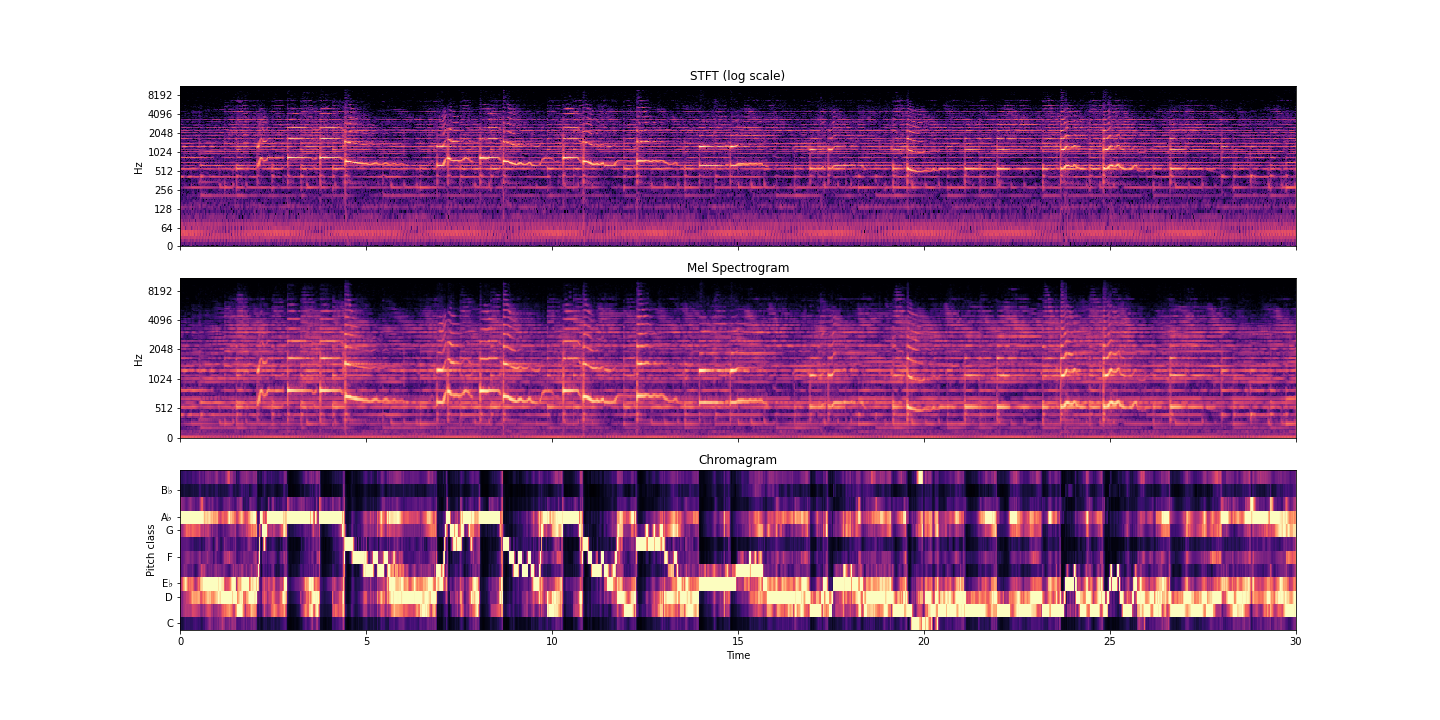 STFT (log scale)
8192
4096
2048
1024
512
256
128
64
0
Hz
Mel Spectrogram
8192
4096
2048
1024
512
0
Hz
Chromagram
B♭
A♭
G
F
E♭
D
C
Pitch class
0 5 10 15 20 25 30
Time